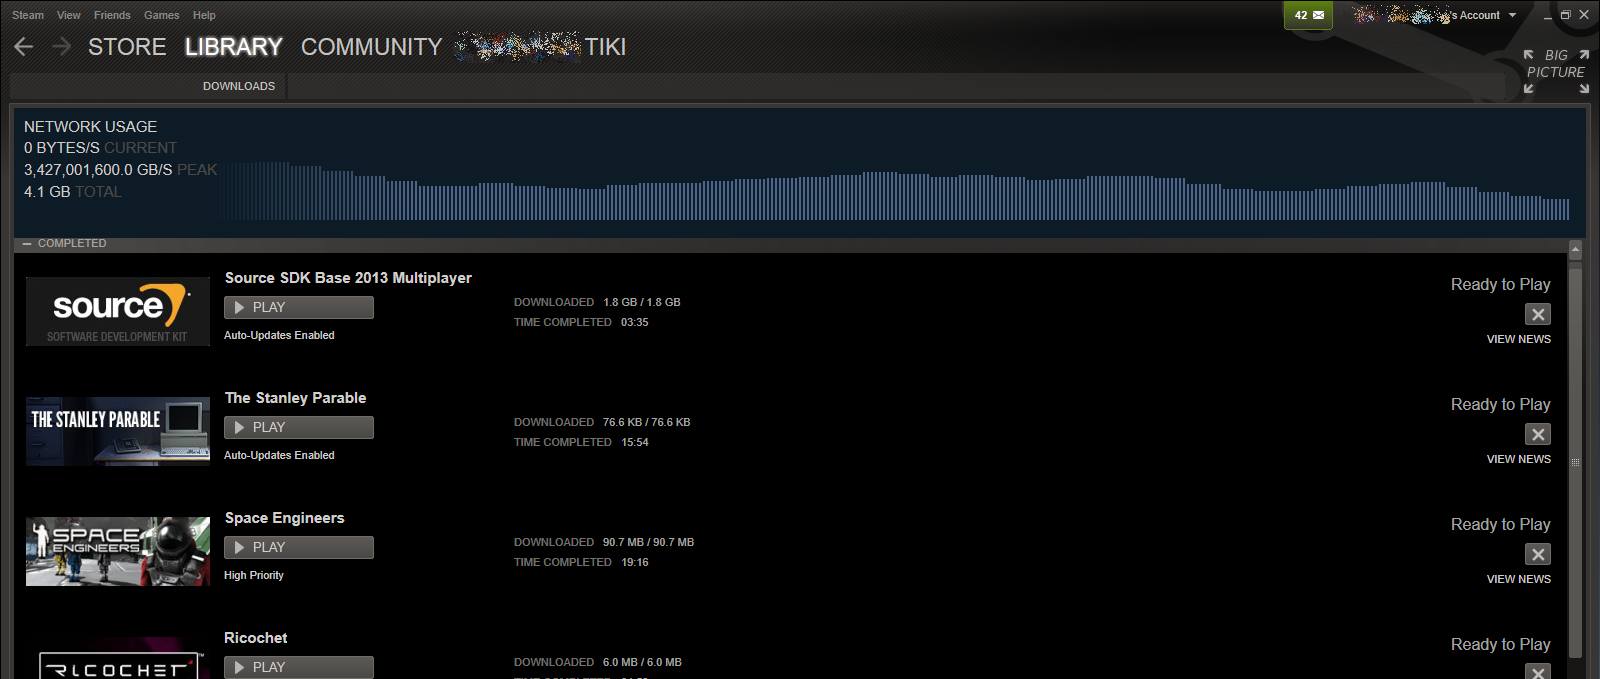 Steam View Friends Games Help
42
's Account
STORE LIBRARY COMMUNITY TIKI
BIG PICTURE
DOWNLOADS
NETWORK USAGE
0 BYTES/S CURRENT
3,427,001,600.0 GB/S PEAK
4.1 GB TOTAL
COMPLETED
source
SOFTWARE DEVELOPMENT KIT
Source SDK Base 2013 Multiplayer
PLAY
Auto-Updates Enabled
DOWNLOADED 1.8 GB / 1.8 GB
TIME COMPLETED 03:35
Ready to Play
VIEW NEWS
THE STANLEY PARABLE
The Stanley Parable
PLAY
Auto-Updates Enabled
DOWNLOADED 76.6 KB / 76.6 KB
TIME COMPLETED 15:54
Ready to Play
VIEW NEWS
SPACE
ENGINEERS
Space Engineers
PLAY
High Priority
DOWNLOADED 90.7 MB / 90.7 MB
TIME COMPLETED 19:16
Ready to Play
VIEW NEWS
RICOCHET™
Ricochet
PLAY
DOWNLOADED 6.0 MB / 6.0 MB
Ready to Play